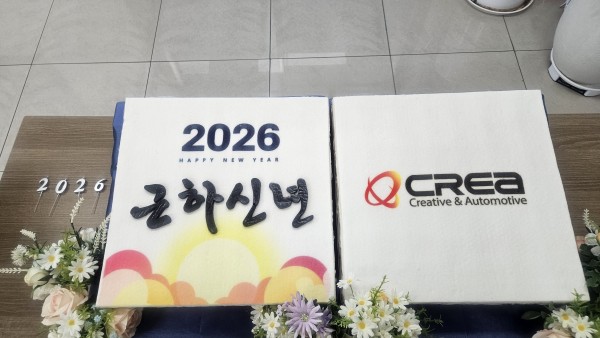 2026
2026
HAPPY NEW YEAR
근하신년
CREA
Creative & Automotive